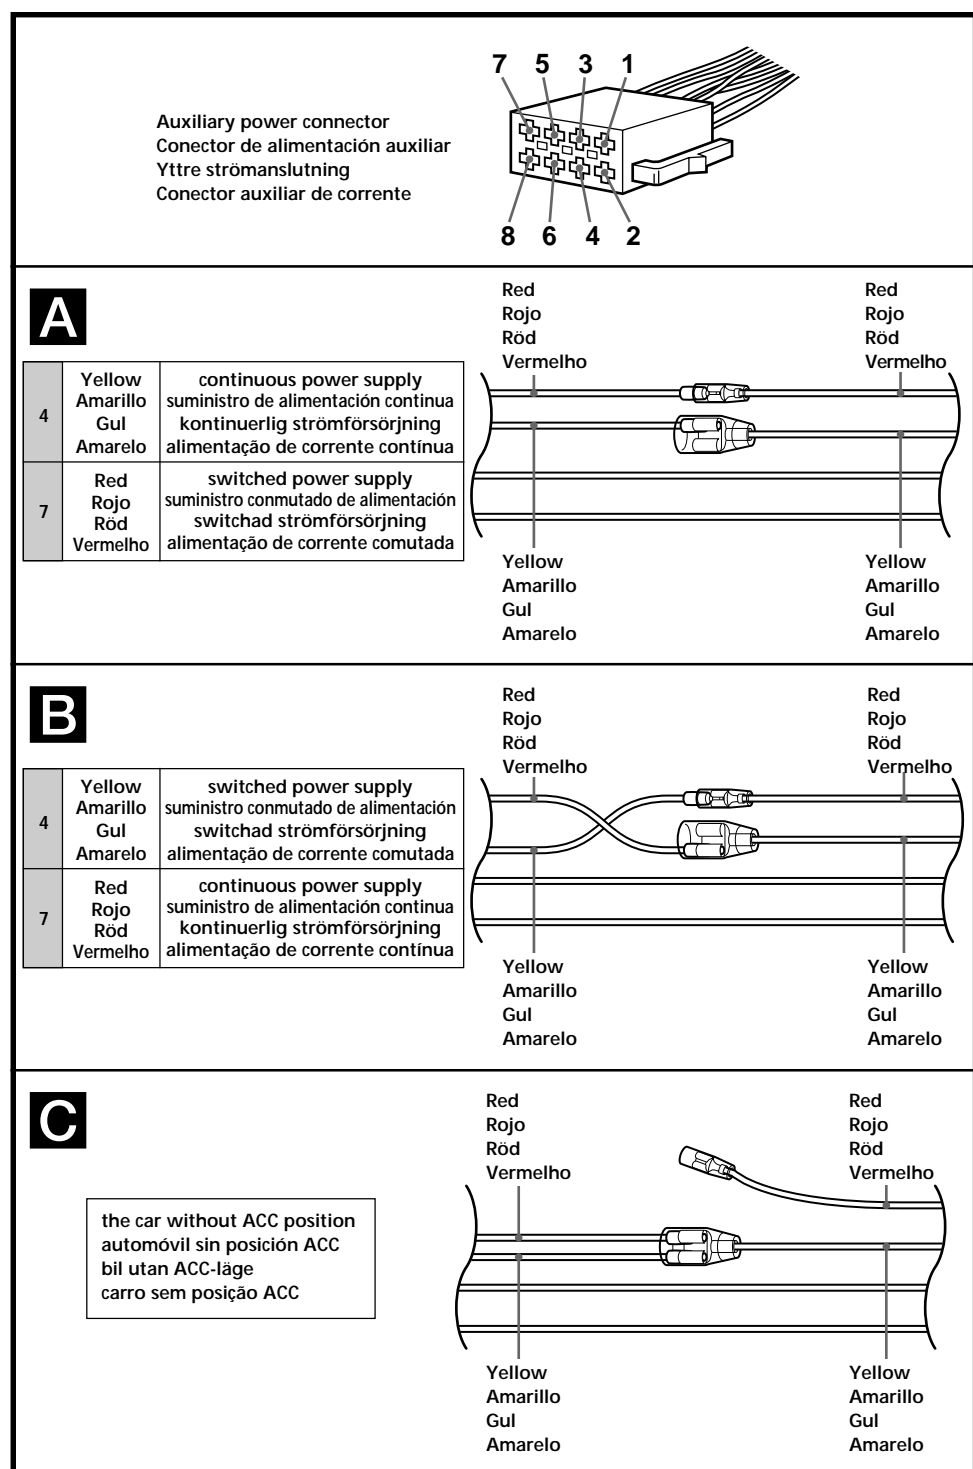 7 5 3 1
Auxiliary power connector
Conector de alimentación auxiliar
Yttre strömanslutning
Conector auxiliar de corrente
8 6 4 2
A
Red
Rojo
Röd
Vermelho
Red
Rojo
Röd
Vermelho
4
Yellow
Amarillo
Gul
Amarelo
continuous power supply
suministro de alimentación continua
kontinuerlig strömförsörjning
alimentação de corrente contínua
7
Red
Rojo
Röd
Vermelho
switched power supply
suministro conmutado de alimentación
switchad strömförsörjning
alimentação de corrente comutada
Yellow
Amarillo
Gul
Amarelo
Yellow
Amarillo
Gul
Amarelo
B
Red
Rojo
Röd
Vermelho
Red
Rojo
Röd
Vermelho
4
Yellow
Amarillo
Gul
Amarelo
switched power supply
suministro conmutado de alimentación
switchad strömförsörjning
alimentação de corrente comutada
7
Red
Rojo
Röd
Vermelho
continuous power supply
suministro de alimentación continua
kontinuerlig strömförsörjning
alimentação de corrente contínua
Yellow
Amarillo
Gul
Amarelo
Yellow
Amarillo
Gul
Amarelo
C
Red
Rojo
Röd
Vermelho
Red
Rojo
Röd
Vermelho
the car without ACC position
automóvil sin posición ACC
bil utan ACC-läge
carro sem posição ACC
Yellow
Amarillo
Gul
Amarelo
Yellow
Amarillo
Gul
Amarelo